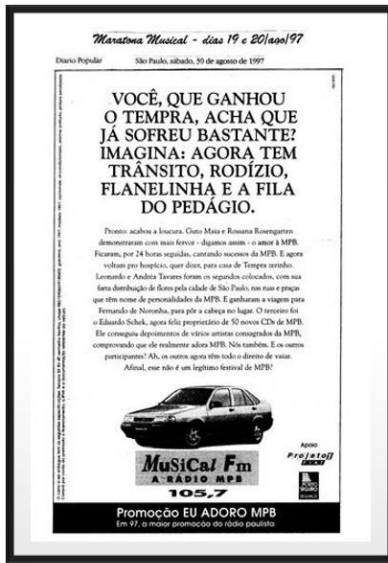 Maratona Musical - dias 19 e 20/ago/97
Diario Popular São Paulo, sábado, 30 de agosto de 1997
VOCÊ, QUE GANHOU
O TEMPRA, ACHA QUE
JÁ SOFREU BASTANTE?
IMAGINA: AGORA TEM
TRÂNSITO, RODÍZIO,
FLANELINHA E A FILA
DO PEDÁGIO.
Pronto: acabou a loucura. Guto Maia e Rossana Rosengarten
demonstraram com mais fervor - digamos assim - o amor à MPB.
Ficaram, por 24 horas seguidas, cantando sucessos da MPB. E agora
voltam pro hospício, quer dizer, para casa de Tempra zerinho.
Leonardo e Andréa Tavares foram os segundos colocados, com sua
farta distribuição de flores pela cidade de São Paulo, nas ruas e praças
que têm nome de personalidades da MPB. E ganharam a viagem para
Fernando de Noronha, para pôr a cabeça no lugar. O terceiro foi
o Eduardo Schek, agora feliz proprietário de 50 novos CDs de MPB.
Ele conseguiu depoimentos de vários artistas consagrados da MPB,
comprovando que ele realmente adora MPB. Nós também. E os outros
participantes? Ah, os outros agora têm todo o direito de vaiar.
Afinal, esse não é um legítimo festival de MPB?
Apoio
Projeto
FIAT
PORTO
SEGURO
SEGUROS
MuSiCal Fm
A RÁDIO MPB
105,7
Promoção EU ADORO MPB
Em 97, a maior promoção do rádio paulista.